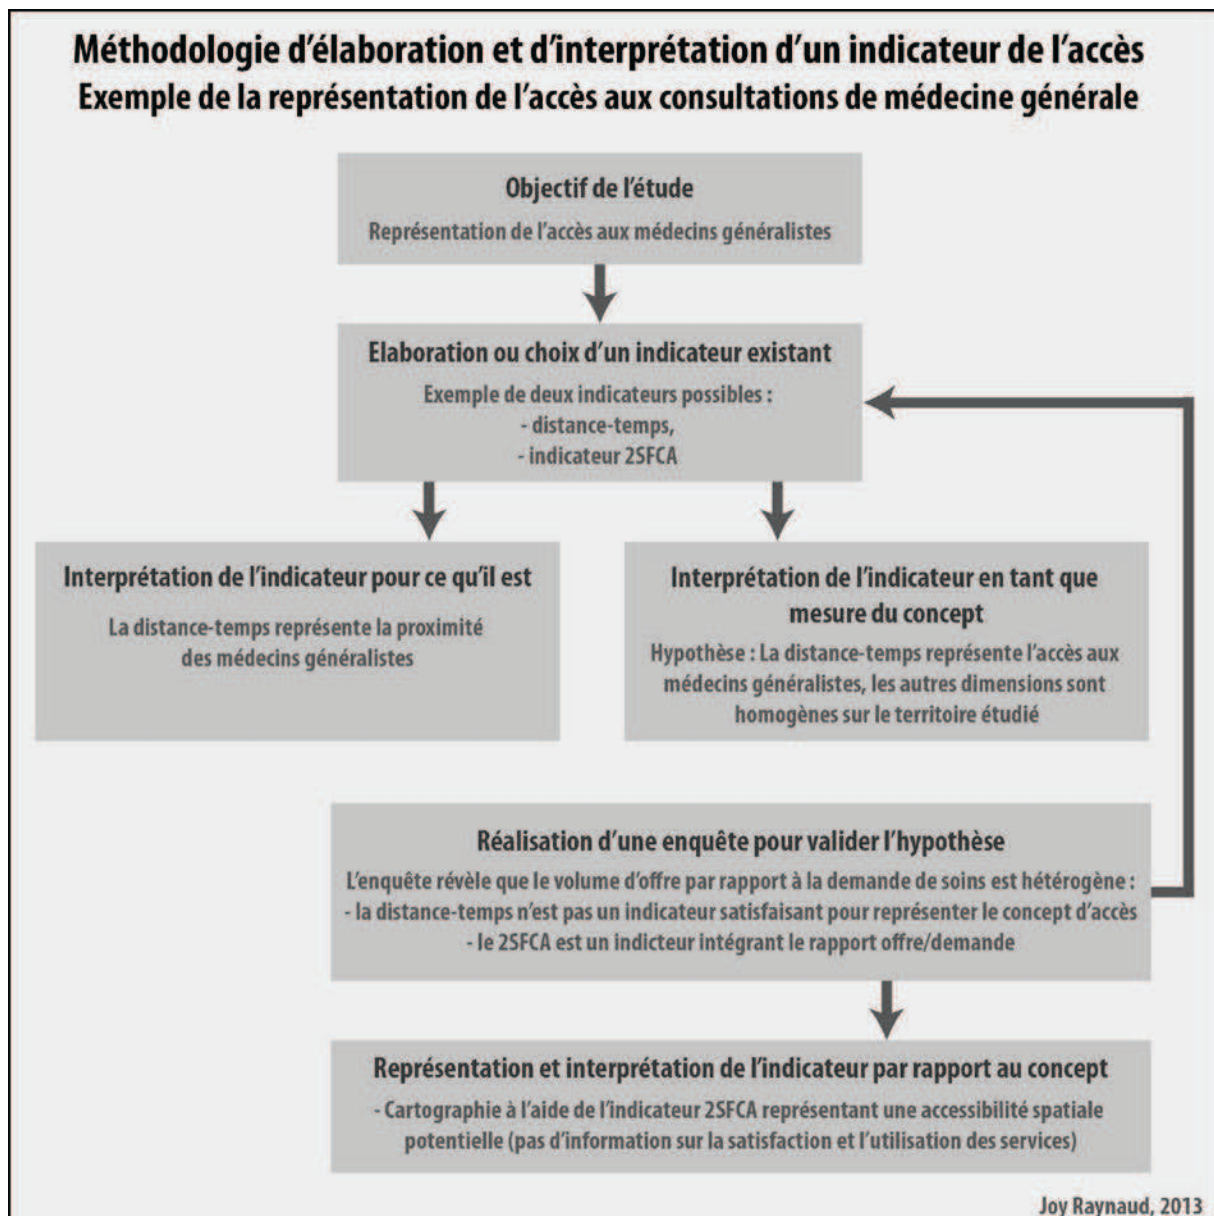 Méthodologie d'élaboration et d'interprétation d'un indicateur de l'accès
Exemple de la représentation de l'accès aux consultations de médecine générale
Objectif de l'étude
Représentation de l'accès aux médecins généralistes
Elaboration ou choix d'un indicateur existant
Exemple de deux indicateurs possibles :
- distance-temps,
- indicateur 2SFCA
Interprétation de l'indicateur pour ce qu'il est
La distance-temps représente la proximité
des médecins généralistes
Interprétation de l'indicateur en tant que
mesure du concept
Hypothèse : La distance-temps représente l'accès aux
médecins généralistes, les autres dimensions sont
homogènes sur le territoire étudié
Réalisation d'une enquête pour valider l'hypothèse
L'enquête révèle que le volume d'offre par rapport à la demande de soins est hétérogène :
- la distance-temps n'est pas un indicateur satisfaisant pour représenter le concept d'accès
- le 2SFCA est un indicteur intégrant le rapport offre/demande
Représentation et interprétation de l'indicateur par rapport au concept
- Cartographie à l'aide de l'indicateur 2SFCA représentant une accessibilité spatiale
potentielle (pas d'information sur la satisfaction et l'utilisation des services)
Joy Raynaud, 2013